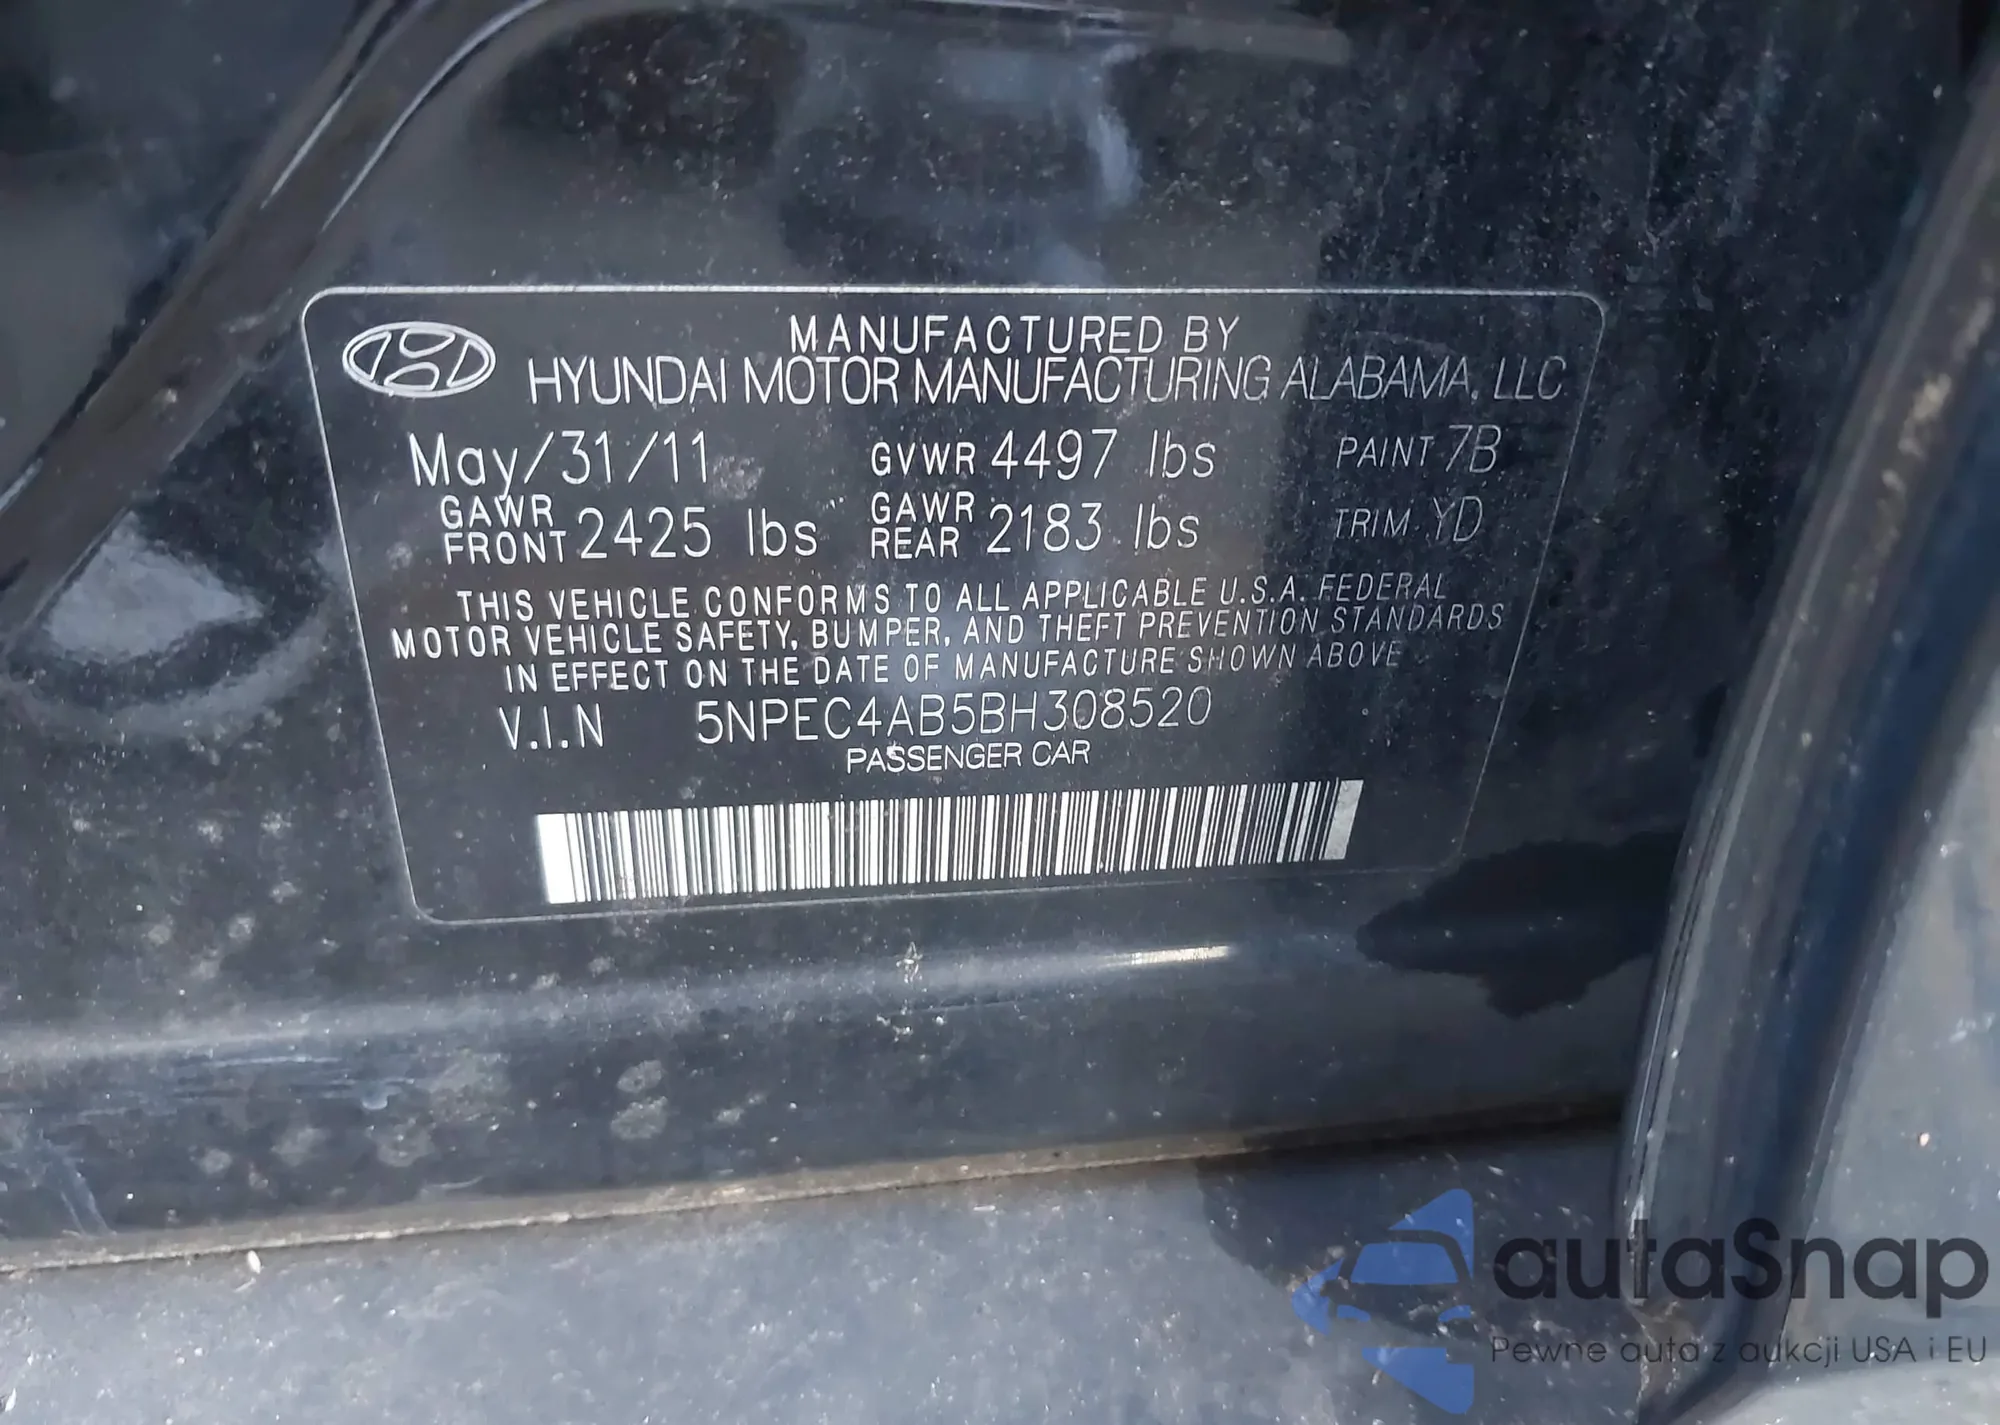 MANUFACTURED BY
HYUNDAI MOTOR MANUFACTURING ALABAMA, LLC
May/31/11 GVWR 4497 lbs PAINT 7B
GAWR FRONT 2425 lbs GAWR REAR 2183 lbs TRIM YD
THIS VEHICLE CONFORMS TO ALL APPLICABLE U.S.A. FEDERAL
MOTOR VEHICLE SAFETY, BUMPER, AND THEFT PREVENTION STANDARDS
IN EFFECT ON THE DATE OF MANUFACTURE SHOWN ABOVE
V.I.N 5NPEC4AB5BH308520
PASSENGER CAR
autaSnap
Pewne auta z aukcji USA i EU